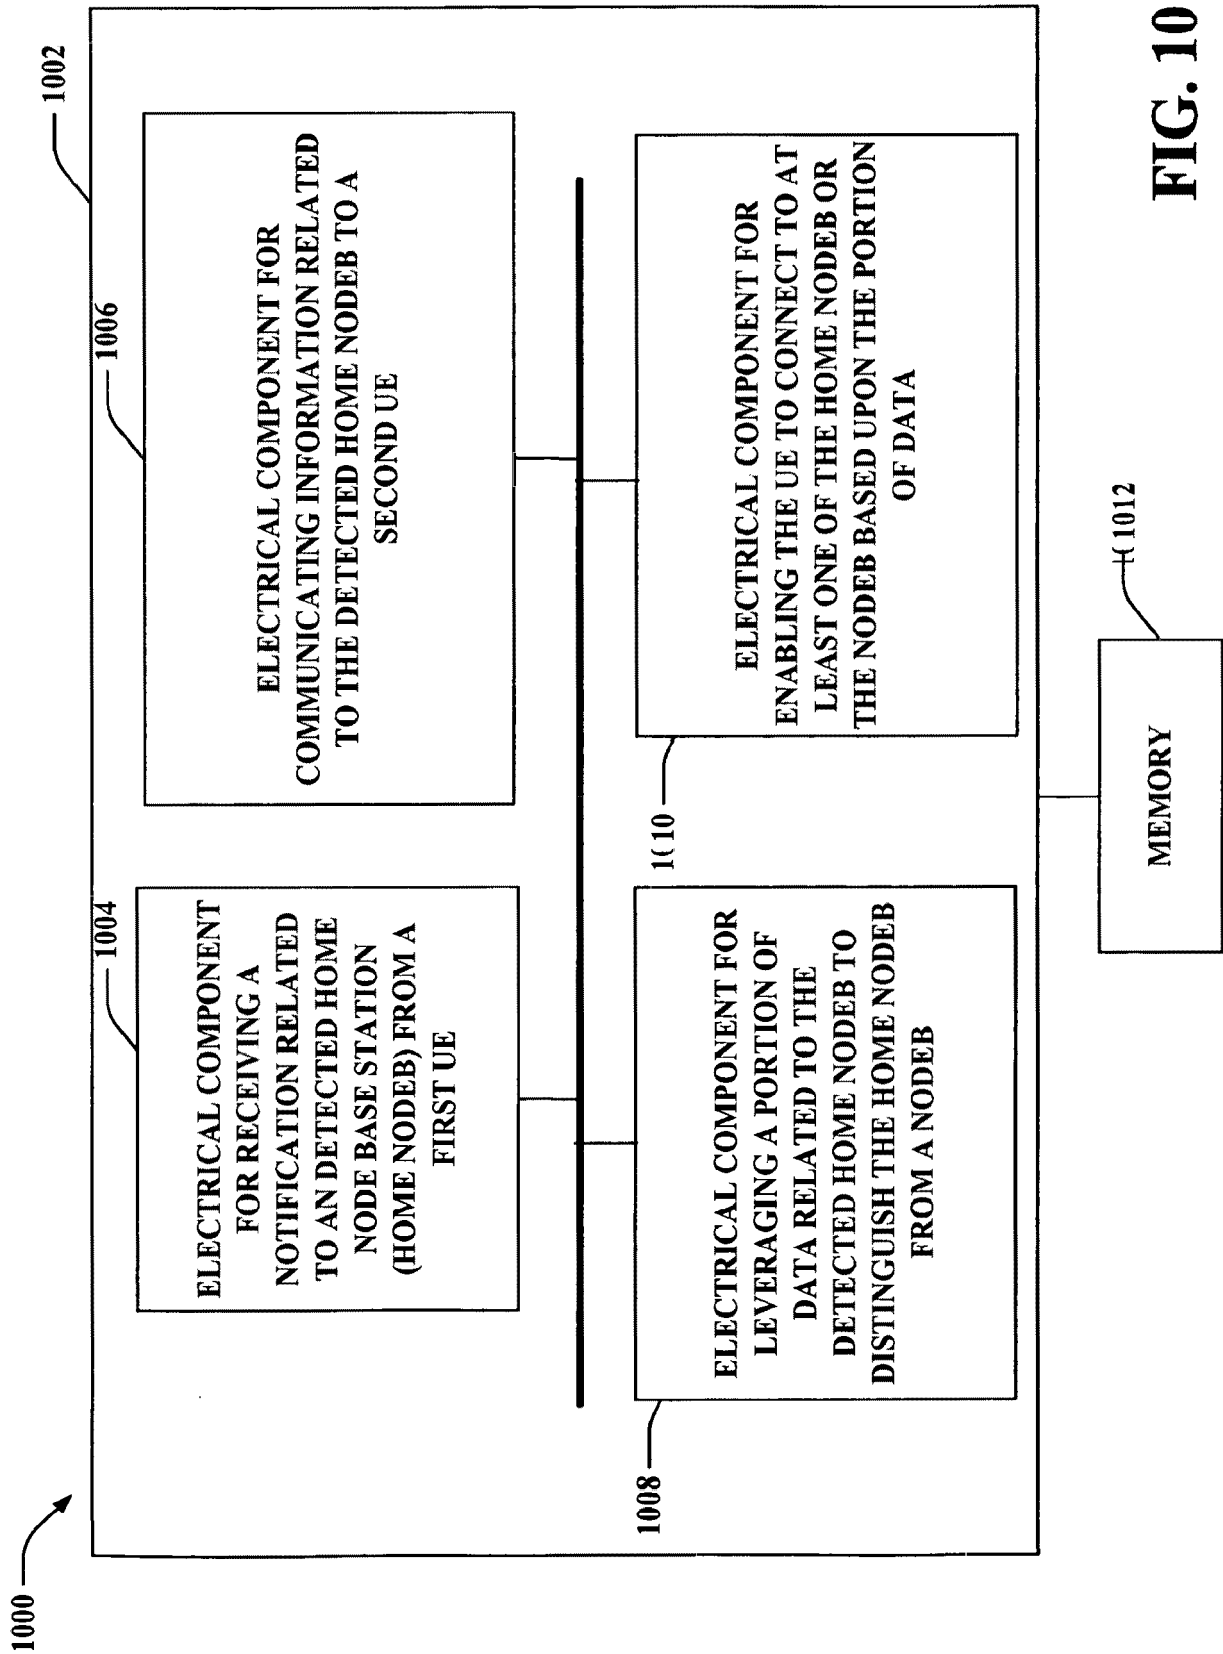 1000
1002
1004
ELECTRICAL COMPONENT
FOR RECEIVING A
NOTIFICATION RELATED
TO AN DETECTED HOME
NODE BASE STATION
(HOME NODEB) FROM A
FIRST UE
1006
ELECTRICAL COMPONENT FOR
COMMUNICATING INFORMATION RELATED
TO THE DETECTED HOME NODEB TO A
SECOND UE
1008
ELECTRICAL COMPONENT FOR
LEVERAGING A PORTION OF
DATA RELATED TO THE
DETECTED HOME NODEB TO
DISTINGUISH THE HOME NODEB
FROM A NODEB
1010
ELECTRICAL COMPONENT FOR
ENABLING THE UE TO CONNECT TO AT
LEAST ONE OF THE HOME NODEB OR
THE NODEB BASED UPON THE PORTION
OF DATA
MEMORY
1012
FIG. 10